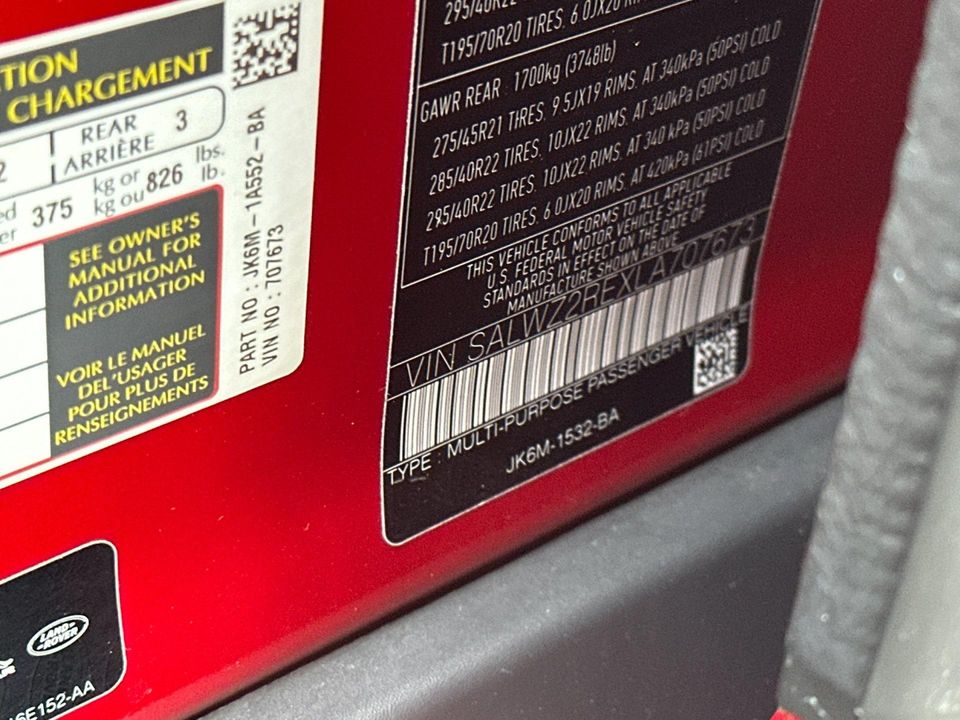 TION
CHARGEMENT
REAR
ARRIÈRE
3
2
375
kg or
kg ou
826
lbs.
lb.
SEE OWNER'S
MANUAL FOR
ADDITIONAL
INFORMATION
VOIR LE MANUEL
DEL'USAGER
POUR PLUS DE
RENSEIGNEMENTS
PART NO : JK6M-1A552-BA
VIN NO : 707673
295/40R22
T195/70R20 TIRES. 6.0JX20
GAWR REAR 1700kg (3748lb)
275/45R21 TIRES. 9.5JX19 RIMS. AT 340kPa (50PSI) COLD
285/40R22 TIRES. 10JX22 RIMS. AT 340kPa (50PSI) COLD
295/40R22 TIRES. 10JX22 RIMS. AT 340 kPa (50PSI) COLD
T195/70R20 TIRES. 6.0JX20 RIMS. AT 420kPa (61PSI) COLD
THIS VEHICLE CONFORMS TO ALL APPLICABLE
U.S. FEDERAL MOTOR VEHICLE SAFETY
STANDARDS IN EFFECT ON THE DATE OF
MANUFACTURE SHOWN ABOVE
VIN SALWZ2REXLA707673
TYPE : MULTI-PURPOSE PASSENGER VEHICLE
JK6M-1532-BA
LAND-
ROVER
6E152-AA